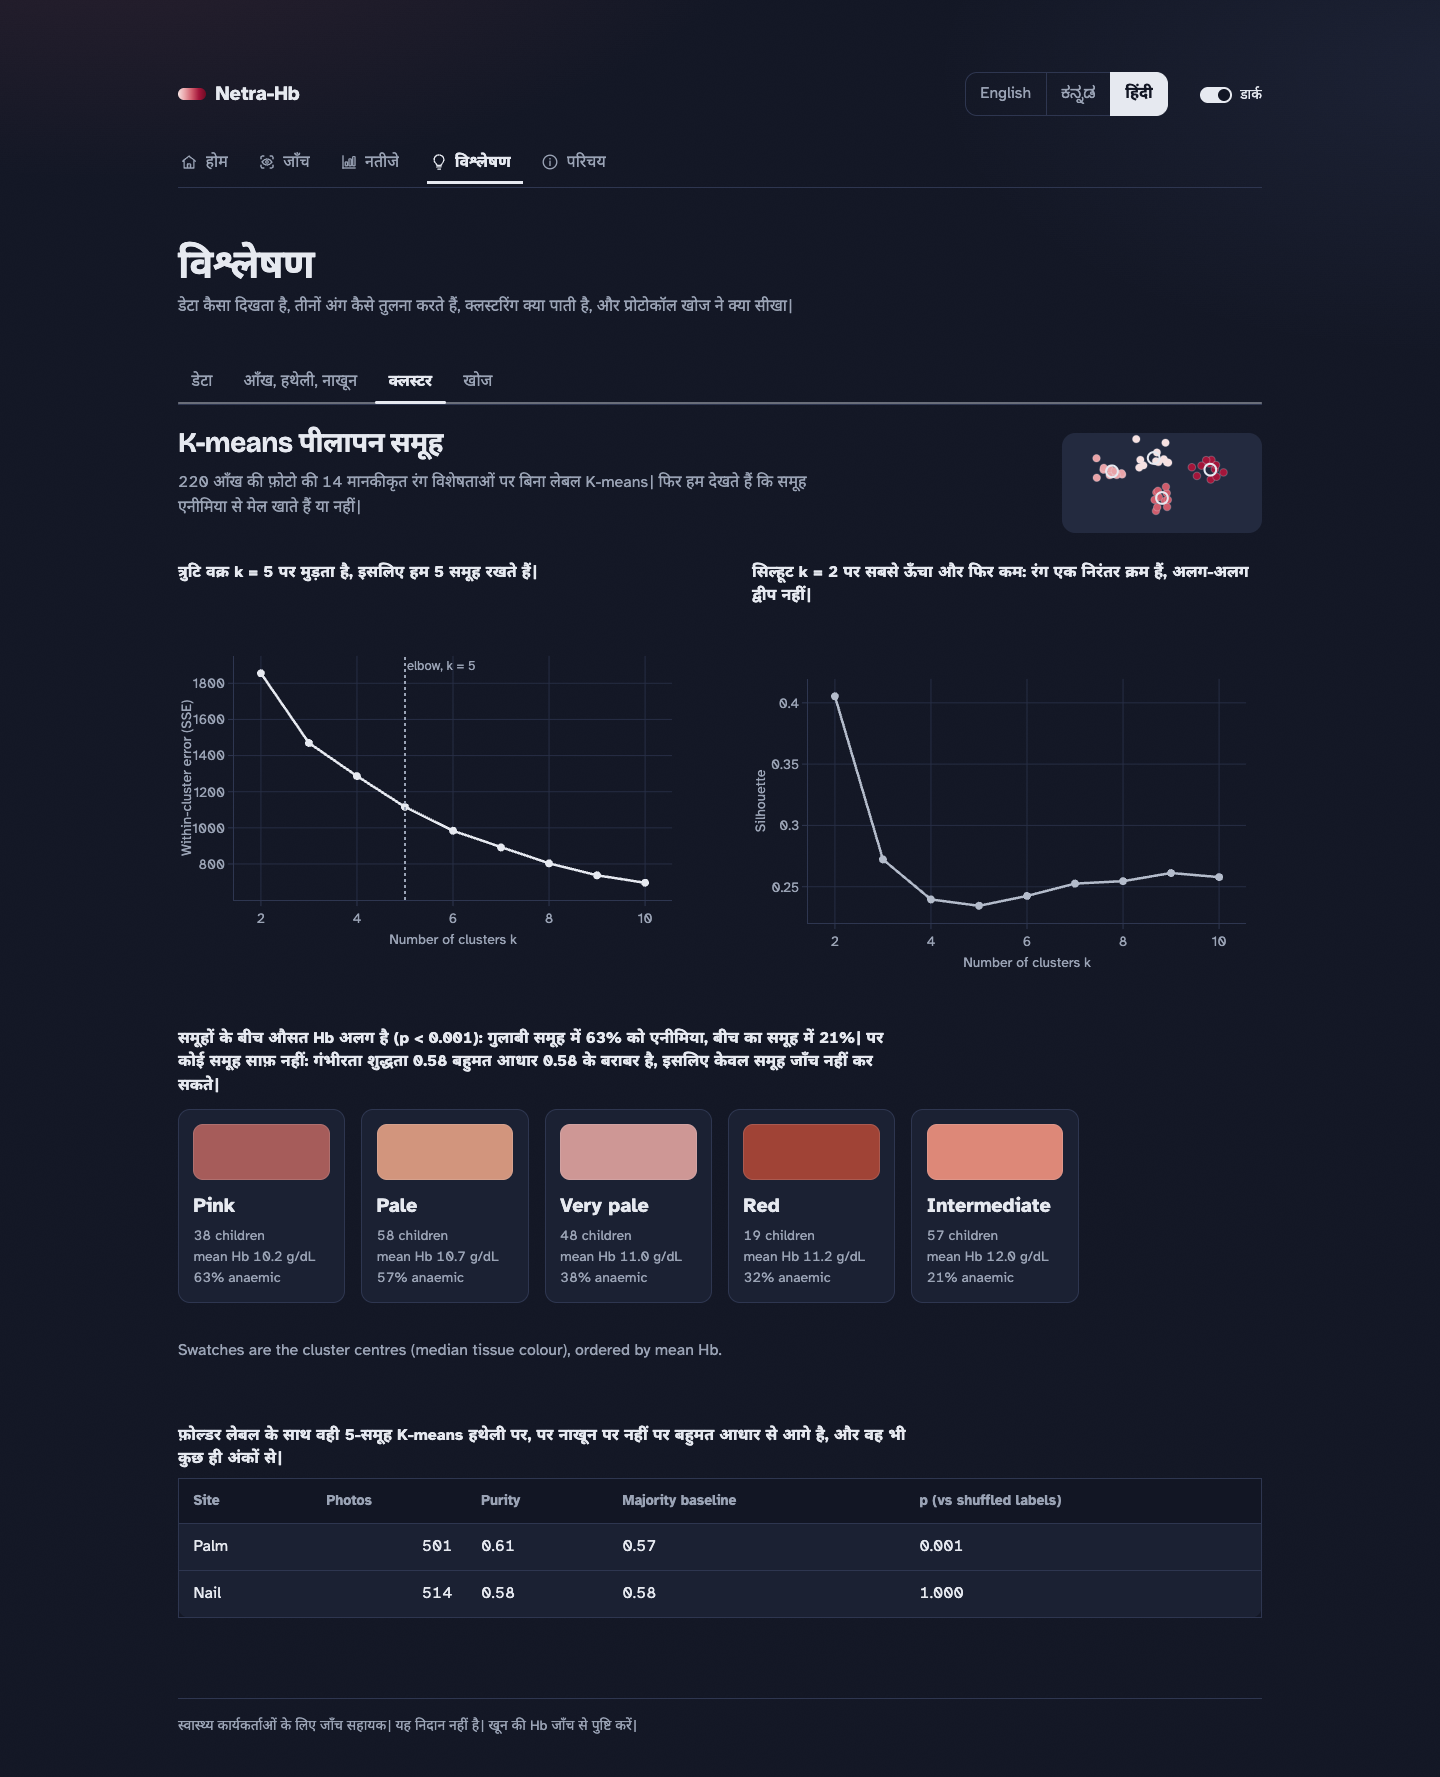 Netra-Hb
English
ಕನ್ನಡ
हिंदी
डार्क
होम
जाँच
नतीजे
विश्लेषण
परिचय
विश्लेषण
डेटा कैसा दिखता है, तीनों अंग कैसे तुलना करते हैं, क्लस्टरिंग क्या पाती है, और प्रोटोकॉल खोज ने क्या सीखा|
डेटा
आँख, हथेली, नाखून
क्लस्टर
खोज
K-means पीलापन समूह
220 आँख की फ़ोटो की 14 मानकीकृत रंग विशेषताओं पर बिना लेबल K-means| फिर हम देखते हैं कि समूह
एनीमिया से मेल खाते हैं या नहीं|
त्रुटि वक्र k = 5 पर मुड़ता है, इसलिए हम 5 समूह रखते हैं|
सिल्हूट k = 2 पर सबसे ऊँचा और फिर कम: रंग एक निरंतर क्रम हैं, अलग-अलग
द्वीप नहीं|
elbow, k = 5
1800
1600
1400
1200
1000
800
Within-cluster error (SSE)
2 4 6 8 10
Number of clusters k
0.4
0.35
0.3
0.25
Silhouette
2 4 6 8 10
Number of clusters k
समूहों के बीच औसत Hb अलग है (p < 0.001): गुलाबी समूह में 63% को एनीमिया, बीच का समूह में 21%| पर
कोई समूह साफ़ नहीं: गंभीरता शुद्धता 0.58 बहुमत आधार 0.58 के बराबर है, इसलिए केवल समूह जाँच नहीं कर
सकते|
Pink
38 children
mean Hb 10.2 g/dL
63% anaemic
Pale
58 children
mean Hb 10.7 g/dL
57% anaemic
Very pale
48 children
mean Hb 11.0 g/dL
38% anaemic
Red
19 children
mean Hb 11.2 g/dL
32% anaemic
Intermediate
57 children
mean Hb 12.0 g/dL
21% anaemic
Swatches are the cluster centres (median tissue colour), ordered by mean Hb.
फ़ोल्डर लेबल के साथ वही 5-समूह K-means हथेली पर, पर नाखून पर नहीं पर बहुमत आधार से आगे है, और वह भी
कुछ ही अंकों से|
Site Photos Purity Majority baseline p (vs shuffled labels)
Palm 501 0.61 0.57 0.001
Nail 514 0.58 0.58 1.000
स्वास्थ्य कार्यकर्ताओं के लिए जाँच सहायक| यह निदान नहीं है| खून की Hb जाँच से पुष्टि करें|